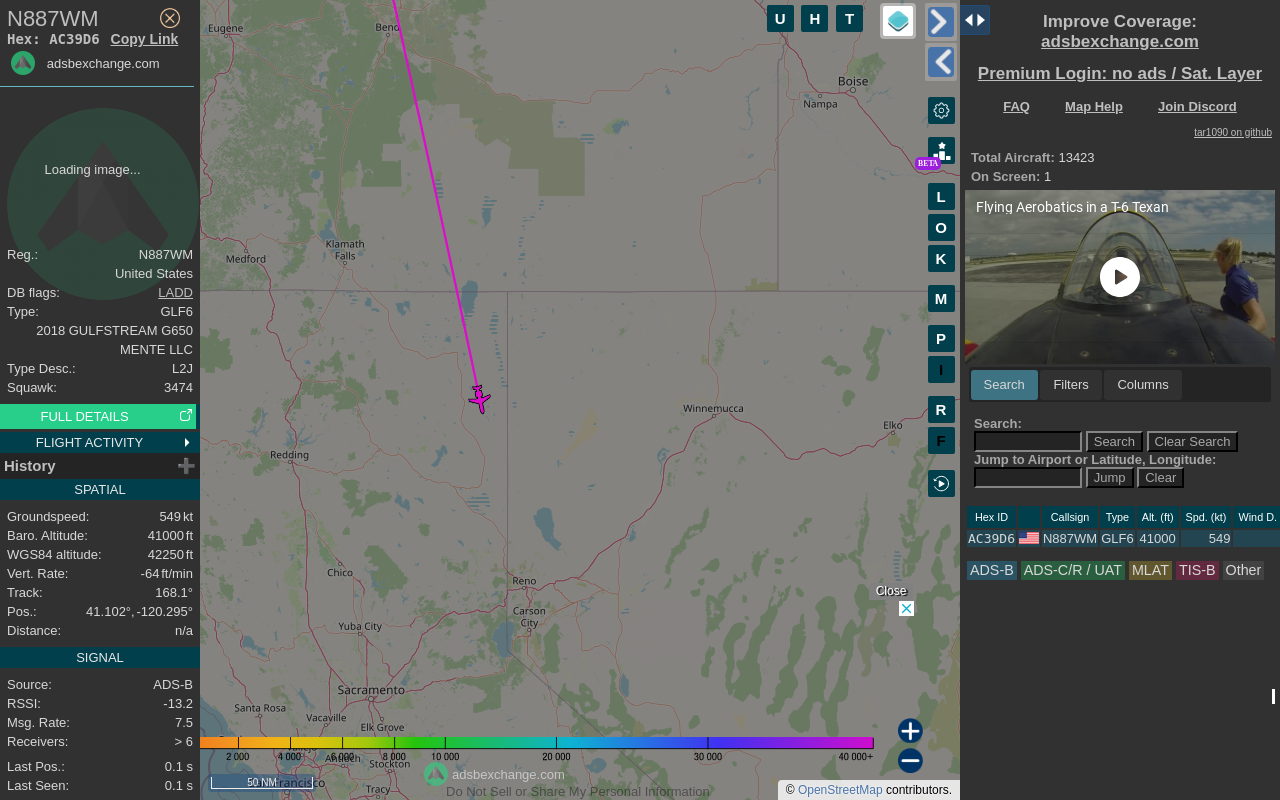 N887WM
Hex: AC39D6 Copy Link
adsbexchange.com
Loading image...
Reg.: N887WM
United States
DB flags: LADD
Type: GLF6
2018 GULFSTREAM G650
MENTE LLC
Type Desc.: L2J
Squawk: 3474
FULL DETAILS
FLIGHT ACTIVITY
History
SPATIAL
Groundspeed: 549 kt
Baro. Altitude: 41000 ft
WGS84 altitude: 42250 ft
Vert. Rate: -64 ft/min
Track: 168.1°
Pos.: 41.102°, -120.295°
Distance: n/a
SIGNAL
Source: ADS-B
RSSI: -13.2
Msg. Rate: 7.5
Receivers: > 6
Last Pos.: 0.1 s
Last Seen: 0.1 s
Eugene
Bend
Boise
Nampa
Klamath
Falls
Medford
Winnemucca
Elko
Redding
Chico
Reno
Carson
City
Yuba City
Sacramento
Santa Rosa
Vacaville
Elk Grove
Antioch
Stockton
Tracy
2 000 4 000 6 000 8 000 10 000 20 000 30 000 40 000+
50 NM
adsbexchange.com
Do Not Sell or Share My Personal Information
© OpenStreetMap contributors.
U H T
BETA
L
O
K
M
P
I
R
F
Close
Improve Coverage:
adsbexchange.com
Premium Login: no ads / Sat. Layer
FAQ Map Help Join Discord
tar1090 on github
Total Aircraft: 13423
On Screen: 1
Flying Aerobatics in a T-6 Texan
Search Filters Columns
Search:
Search Clear Search
Jump to Airport or Latitude, Longitude:
Jump Clear
Hex ID Callsign Type Alt. (ft) Spd. (kt) Wind D.
AC39D6 N887WM GLF6 41000 549
ADS-B ADS-C/R / UAT MLAT TIS-B Other